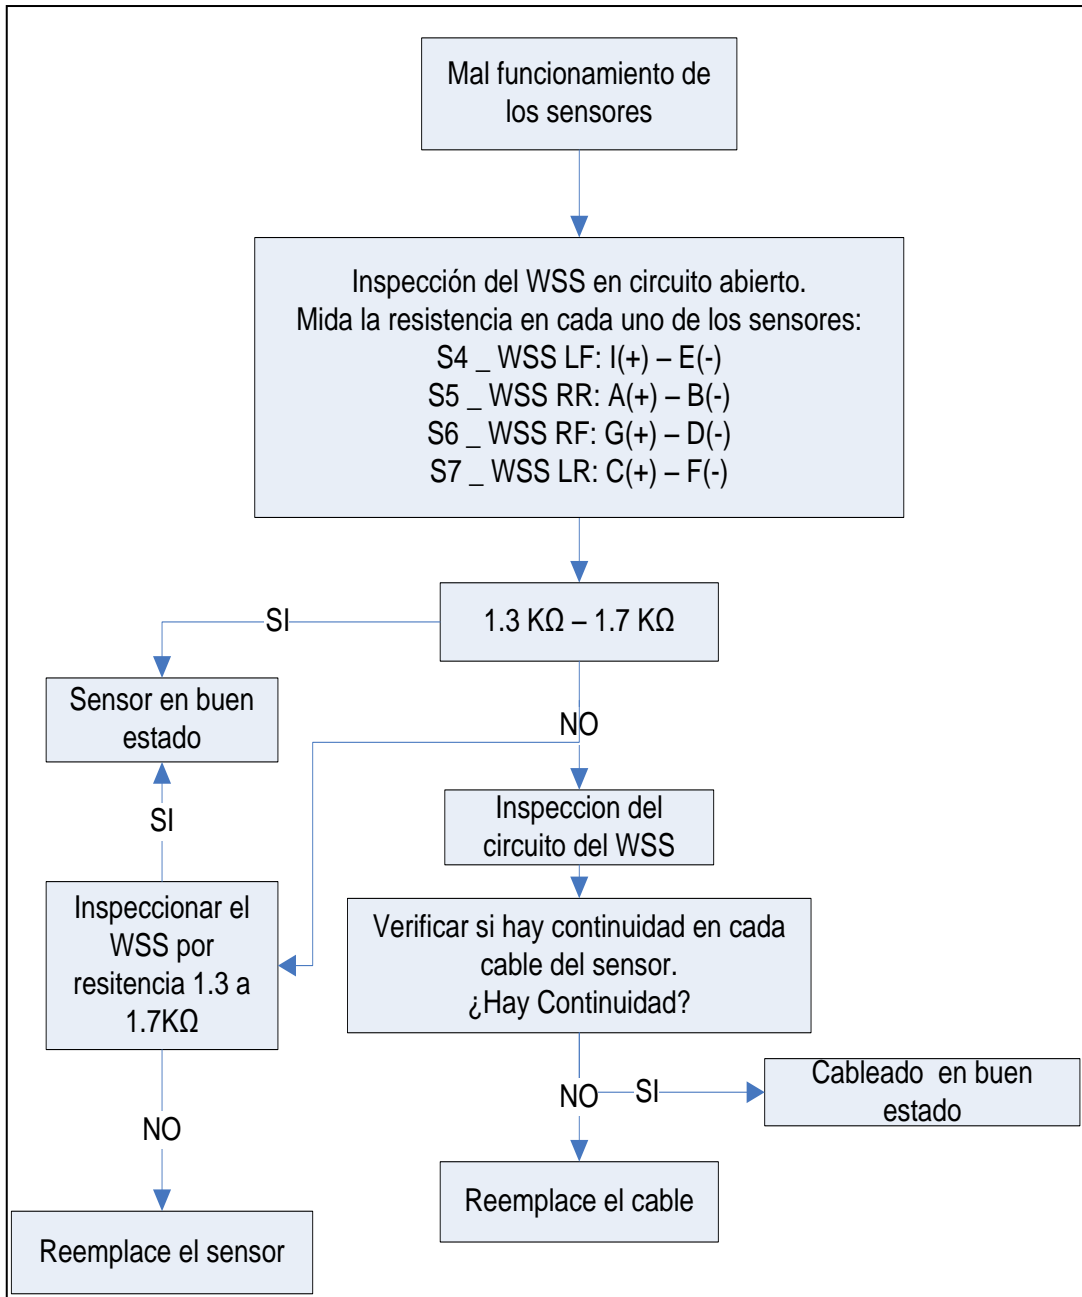 Mal funcionamiento de
los sensores
Inspección del WSS en circuito abierto.
Mida la resistencia en cada uno de los sensores:
S4 _ WSS LF: I(+) – E(-)
S5 _ WSS RR: A(+) – B(-)
S6 _ WSS RF: G(+) – D(-)
S7 _ WSS LR: C(+) – F(-)
SI
1.3 KΩ – 1.7 KΩ
Sensor en buen
estado
NO
SI
Inspeccion del
circuito del WSS
Inspeccionar el
WSS por
resitencia 1.3 a
1.7KΩ
Verificar si hay continuidad en cada
cable del sensor.
¿Hay Continuidad?
NO
SI
Cableado  en buen
estado
NO
Reemplace el cable
Reemplace el sensor